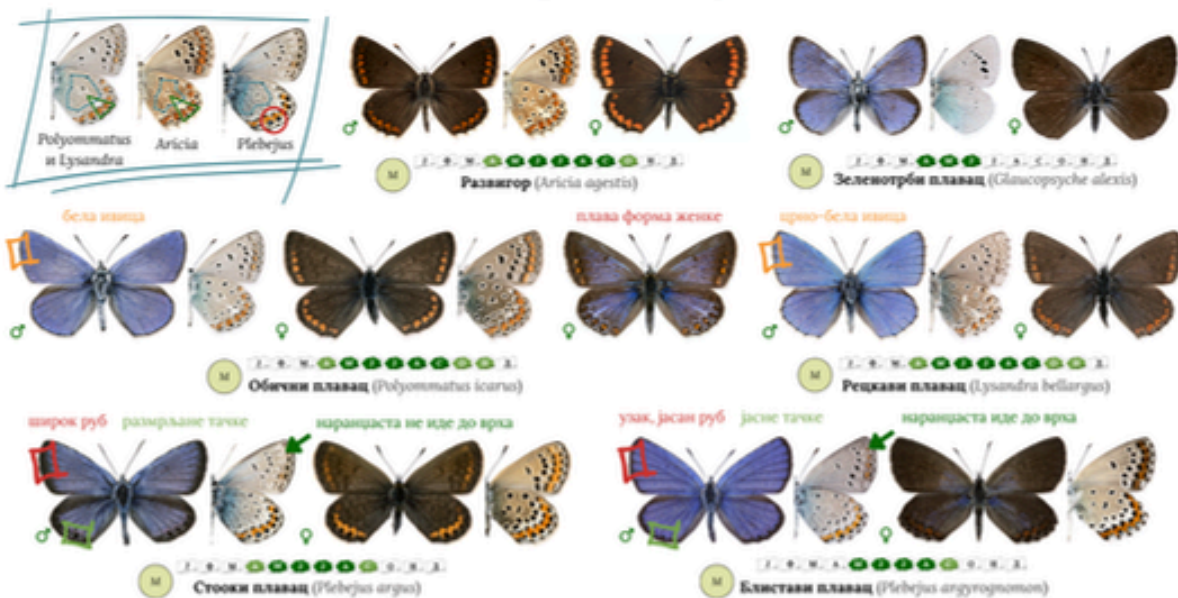 Polyommatus
и Lysandra
Aricia
Plebejus
М
Ј Ф М А М Ј Ј А С О Н Д
Развигор (Aricia agestis)
М
Ј Ф М А М Ј Ј А С О Н Д
Зеленотрби плавац (Glaucopsyche alexis)
бела ивица
плава форма женке
црно-бела ивица
М
Ј Ф М А М Ј Ј А С О Н Д
Обични плавац (Polyommatus icarus)
М
Ј Ф М А М Ј Ј А С О Н Д
Рецкави плавац (Lysandra bellargus)
широк руб размрљане тачке наранџаста не иде до врха
узак, јасан руб јасне тачке наранџаста иде до врха
М
Ј Ф М А М Ј Ј А С О Н Д
Стооки плавац (Plebejus argus)
М
Ј Ф М А М Ј Ј А С О Н Д
Блистави плавац (Plebejus argyrognomon)